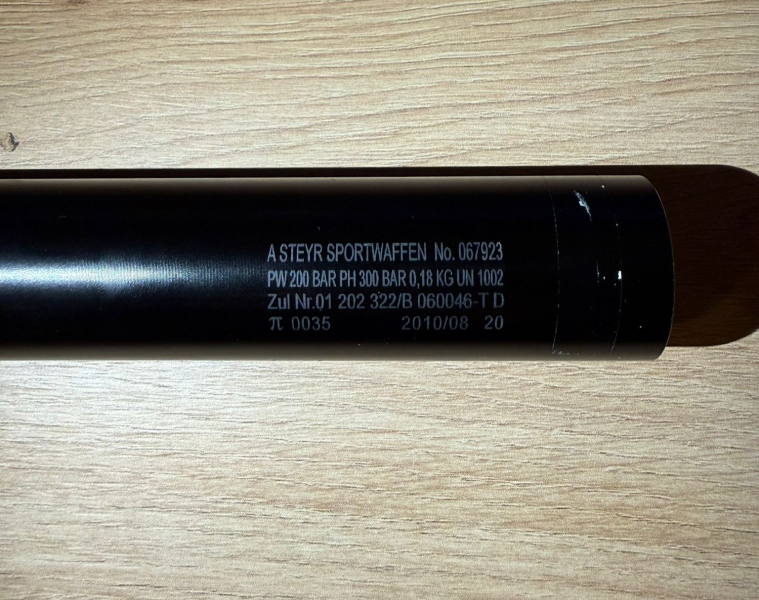 A STEYR SPORTWAFFEN No. 067923
PW 200 BAR PH 300 BAR 0,18 KG UN 1002
Zul Nr.01 202 322/B 060046-T D
π 0035 2010/08 20